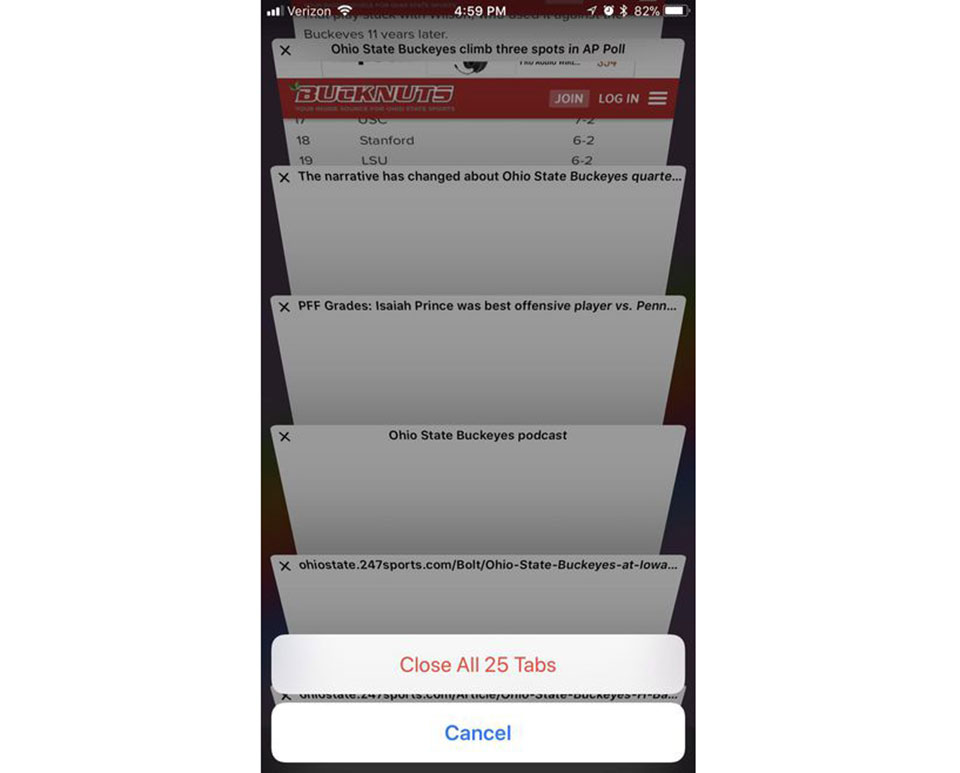 Verizon 4:59 PM 82%
Buckeyes 11 years later.
Ohio State Buckeyes climb three spots in AP Poll
BUCKNUTS JOIN LOG IN
YOUR INSIDE SOURCE FOR OHIO STATE SPORTS
17 USC 7-2
18 Stanford 6-2
19 LSU 6-2
The narrative has changed about Ohio State Buckeyes quarte...
PFF Grades: Isaiah Prince was best offensive player vs. Penn...
Ohio State Buckeyes podcast
ohiostate.247sports.com/Bolt/Ohio-State-Buckeyes-at-Iowa...
Close All 25 Tabs
ohiostate.247sports.com/Article/Ohio-State-Buckeyes-
Cancel